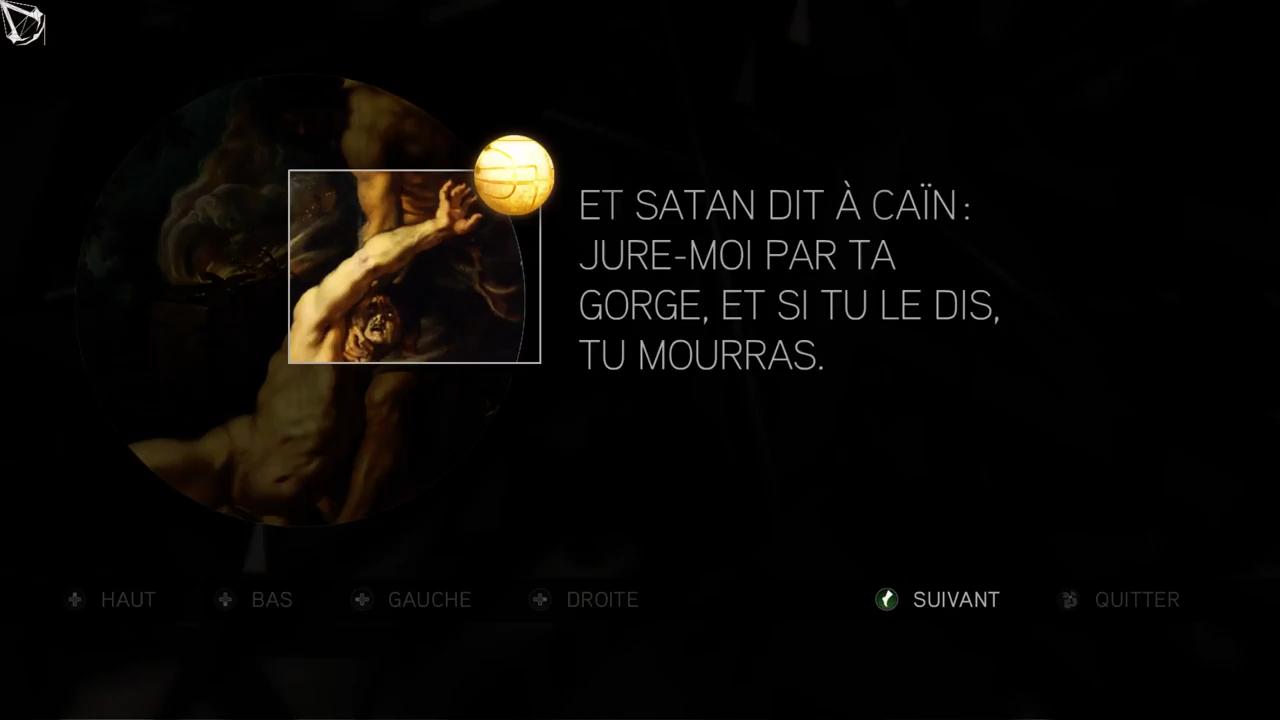 ET SATAN DIT À CAÏN :
JURE-MOI PAR TA
GORGE, ET SI TU LE DIS,
TU MOURRAS.
HAUT BAS GAUCHE DROITE SUIVANT QUITTER